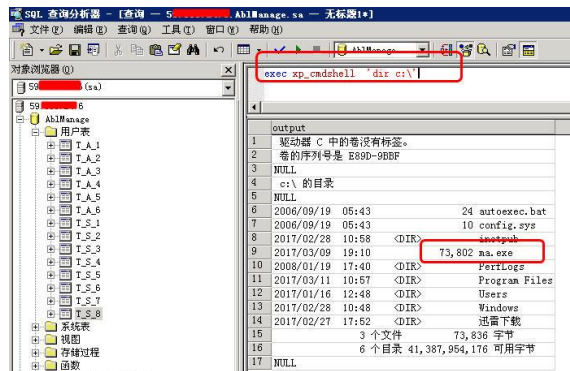 SQL 查询分析器 - [查询 — 5 .AblManage.sa — 无标题1*]
文件(F) 编辑(E) 查询(Q) 工具(T) 窗口(W) 帮助(H)
AblManage
对象浏览器(O)
59 (sa)
exec xp_cmdshell 'dir c:\'
59 6
AblManage
用户表
T_A_1
T_A_2
T_A_3
T_A_4
T_A_5
T_A_6
T_S_1
T_S_2
T_S_3
T_S_4
T_S_5
T_S_6
T_S_7
T_S_8
系统表
视图
存储过程
函数
output
1 驱动器 C 中的卷没有标签。
2 卷的序列号是 E89D-9BBF
3 NULL
4 c:\ 的目录
5 NULL
6 2006/09/19 05:43 24 autoexec.bat
7 2006/09/19 05:43 10 config.sys
8 2017/02/28 10:58 <DIR> inetpub
9 2017/03/09 19:10 73,802 ma.exe
10 2008/01/19 17:40 <DIR> PerfLogs
11 2017/03/11 10:57 <DIR> Program Files
12 2017/01/16 12:48 <DIR> Users
13 2017/02/28 10:48 <DIR> Windows
14 2017/02/27 17:52 <DIR> 迅雷下载
15 3 个文件 73,836 字节
16 6 个目录 41,387,954,176 可用字节
17 NULL